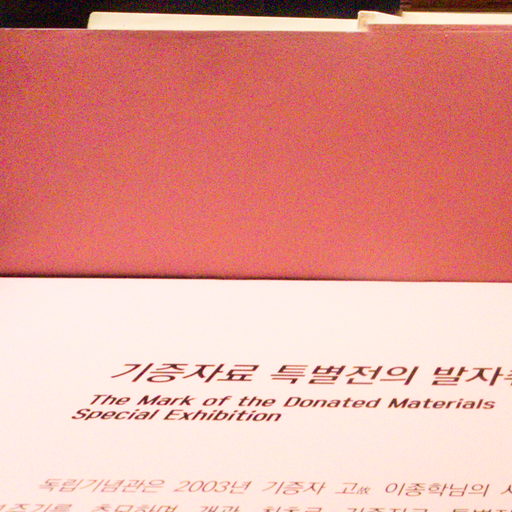 기증자료 특별전의 발자취
The Mark of the Donated Materials
Special Exhibition
독립기념관은 2003년 기증자 고故 이종학님의